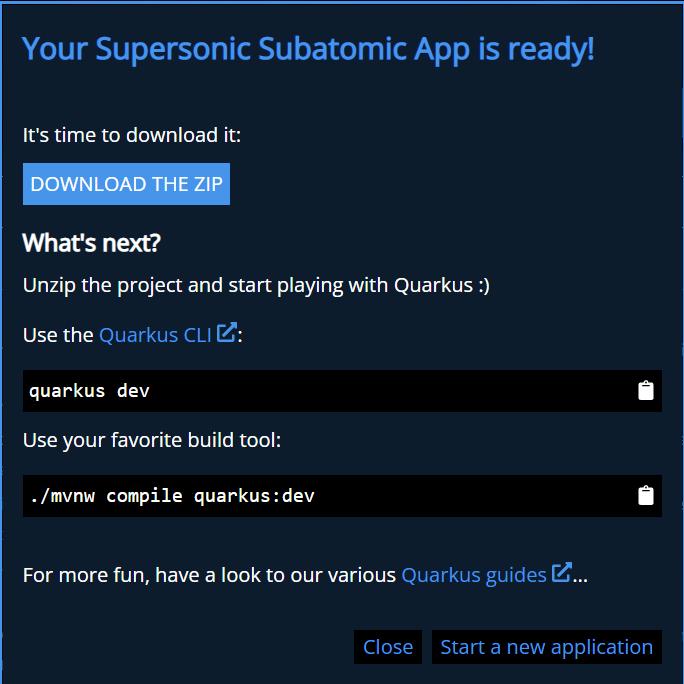 Your Supersonic Subatomic App is ready!
It's time to download it:
DOWNLOAD THE ZIP
What's next?
Unzip the project and start playing with Quarkus :)
Use the Quarkus CLI:
quarkus dev
Use your favorite build tool:
./mvnw compile quarkus:dev
For more fun, have a look to our various Quarkus guides...
Close Start a new application